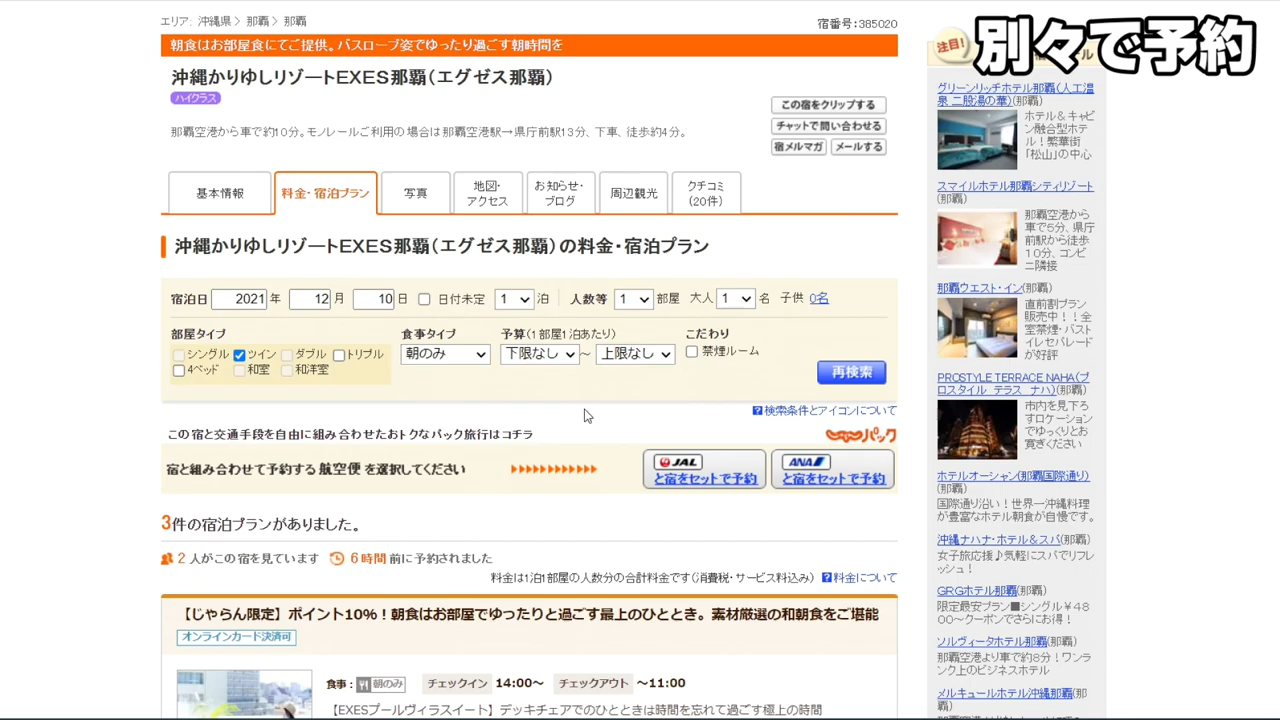 エリア: 沖縄県 > 那覇 > 那覇
宿番号:385020
朝食はお部屋食にてご提供。バスローブ姿でゆったり過ごす朝時間を
別々で予約
注目!
沖縄かりゆしリゾートEXES那覇(エグゼス那覇)
ハイクラス
那覇空港から車で約10分。モノレールご利用の場合は那覇空港駅→県庁前駅13分、下車、徒歩約4分。
この宿をクリップする
チャットで問い合わせる
宿メルマガ メールする
基本情報
料金・宿泊プラン
写真
地図・
アクセス
お知らせ・
ブログ
周辺観光
クチコミ
(20件)
沖縄かりゆしリゾートEXES那覇(エグゼス那覇)の料金・宿泊プラン
宿泊日 2021 年 12 月 10 日 日付未定 1 泊 人数等 1 部屋 大人 1 名 子供 0名
部屋タイプ
シングル ツイン ダブル トリプル
4ベッド 和室 和洋室
食事タイプ
朝のみ
予算(1部屋1泊あたり)
下限なし ～ 上限なし
こだわり
禁煙ルーム
再検索
?検索条件とアイコンについて
この宿と交通手段を自由に組み合わせたおトクなパック旅行はコチラ
じゃらんパック
宿と組み合わせて予約する 航空便 を選択してください
JAL
と宿をセットで予約
ANA
と宿をセットで予約
3件の宿泊プランがありました。
2 人がこの宿を見ています 6時間 前に予約されました
料金は1泊1部屋の人数分の合計料金です(消費税・サービス料込み) ?料金について
【じゃらん限定】ポイント10%!朝食はお部屋でゆったりと過ごす最上のひととき。素材厳選の和朝食をご堪能
オンラインカード決済可
食事: 朝のみ チェックイン 14:00～ チェックアウト ～11:00
【EXESプールヴィラスイート】デッキチェアでのひとときは時間を忘れて過ごす極上の時間
グリーンリッチホテル那覇(人工温
泉 二股湯の華)(那覇)
ホテル＆キャビ
ン融合型ホテ
ル!繁華街
「松山」の中心
スマイルホテル那覇シティリゾート
(那覇)
那覇空港から
車で5分、県庁
前駅から徒歩
10分、コンビ
ニ隣接
那覇ウエスト・イン(那覇)
直前割プラン
販売中!!全
室禁煙・バスト
イレセパレード
が好評
PROSTYLE TERRACE NAHA(プ
ロスタイル テラス ナハ)(那覇)
市内を見下ろ
すロケーション
でゆっくりとお
寛ぎください
ホテルオーシャン(那覇国際通り)
(那覇)
国際通り沿い!世界一沖縄料理
が豊富なホテル朝食が自慢です。
沖縄ナハナ・ホテル＆スパ(那覇)
女子旅応援♪気軽にスパでリフレ
ッシュ!
GRGホテル那覇(那覇)
限定最安プラン■シングル￥48
00～クーポンでさらにお得!
ソルヴィータホテル那覇(那覇)
那覇空港より車で約8分!ワンラ
ンク上のビジネスホテル
メルキュールホテル沖縄那覇(那
覇)